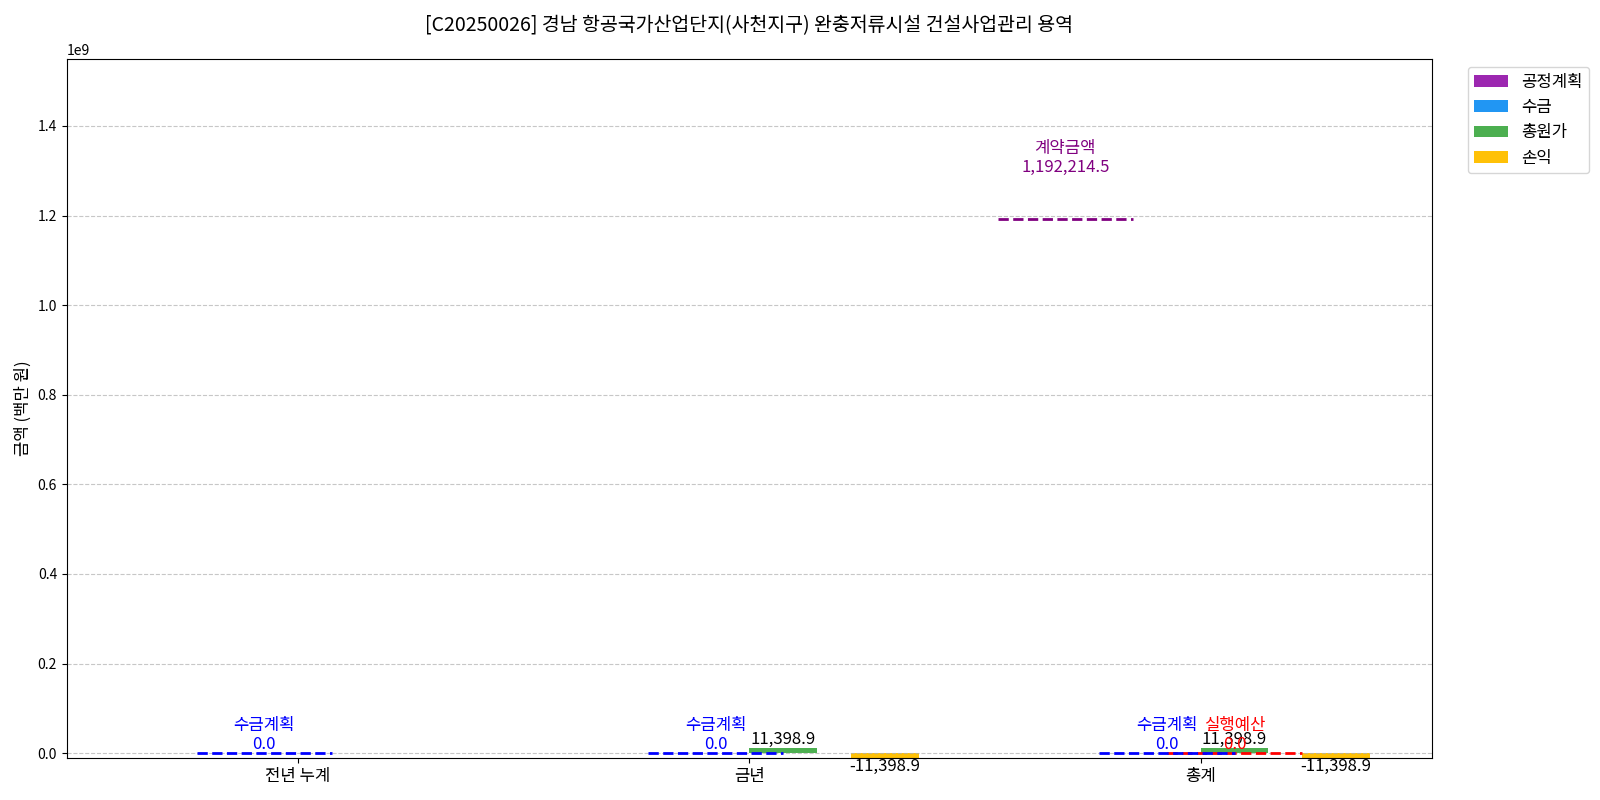 [C20250026] 경남 항공국가산업단지(사천지구) 완충저류시설 건설사업관리 용역
1e9
공정계획
수금
총원가
손익
1.4
1.2
1.0
0.8
0.6
0.4
0.2
0.0
금액 (백만 원)
계약금액
1,192,214.5
수금계획
0.0
수금계획
0.0
11,398.9
-11,398.9
수금계획
0.0
실행예산
0.0
11,398.9
-11,398.9
전년 누계
금년
총계